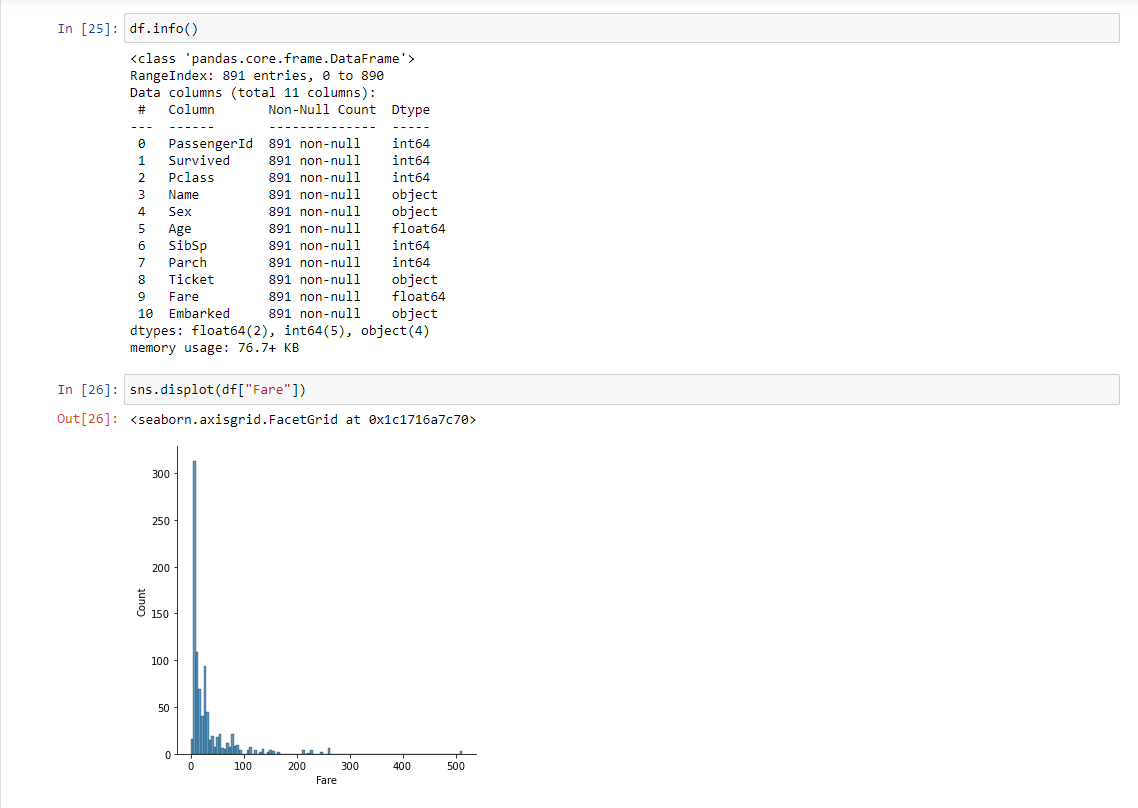 In [25]: df.info()
<class 'pandas.core.frame.DataFrame'>
RangeIndex: 891 entries, 0 to 890
Data columns (total 11 columns):
 #   Column       Non-Null Count  Dtype
---  ------       --------------  -----
 0   PassengerId  891 non-null    int64
 1   Survived     891 non-null    int64
 2   Pclass       891 non-null    int64
 3   Name         891 non-null    object
 4   Sex          891 non-null    object
 5   Age          891 non-null    float64
 6   SibSp        891 non-null    int64
 7   Parch        891 non-null    int64
 8   Ticket       891 non-null    object
 9   Fare         891 non-null    float64
 10  Embarked     891 non-null    object
dtypes: float64(2), int64(5), object(4)
memory usage: 76.7+ KB
In [26]: sns.displot(df["Fare"])
Out[26]: <seaborn.axisgrid.FacetGrid at 0x1c1716a7c70>
300
250
200
150
100
50
0
Count
0 100 200 300 400 500
Fare